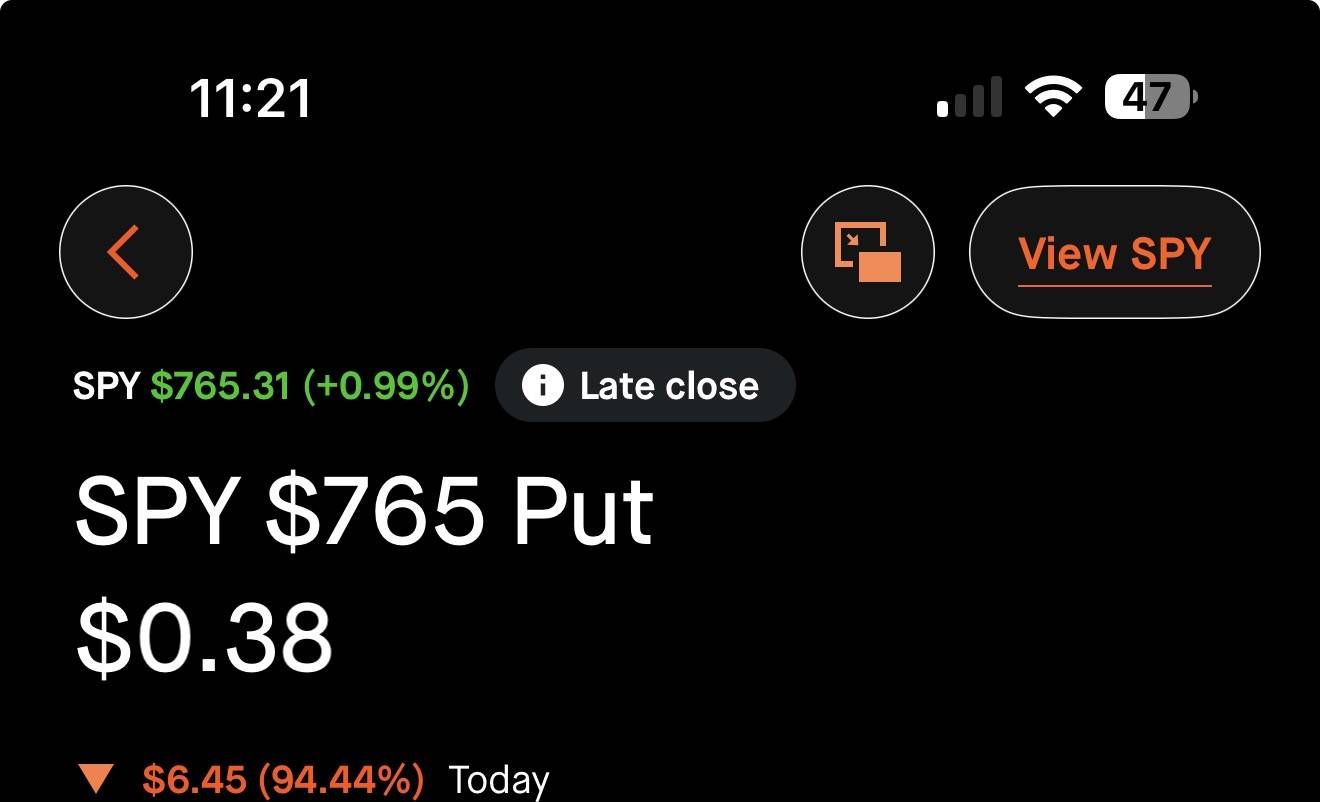 11:21 47
View SPY
SPY $765.31 (+0.99%) Late close
SPY $765 Put
$0.38
$6.45 (94.44%) Today